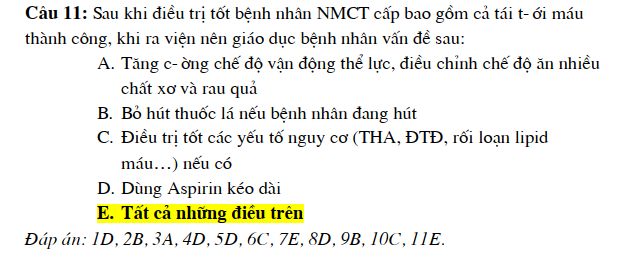 Câu 11: Sau khi điều trị tốt bệnh nhân NMCT cấp bao gồm cả tái t- ới máu
thành công, khi ra viện nên giáo dục bệnh nhân vấn đề sau:
A. Tăng c- ờng chế độ vận động thể lực, điều chỉnh chế độ ăn nhiều
chất xơ và rau quả
B. Bỏ hút thuốc lá nếu bệnh nhân đang hút
C. Điều trị tốt các yếu tố nguy cơ (THA, ĐTĐ, rối loạn lipid
máu…) nếu có
D. Dùng Aspirin kéo dài
E. Tất cả những điều trên
Đáp án: 1D, 2B, 3A, 4D, 5D, 6C, 7E, 8D, 9B, 10C, 11E.